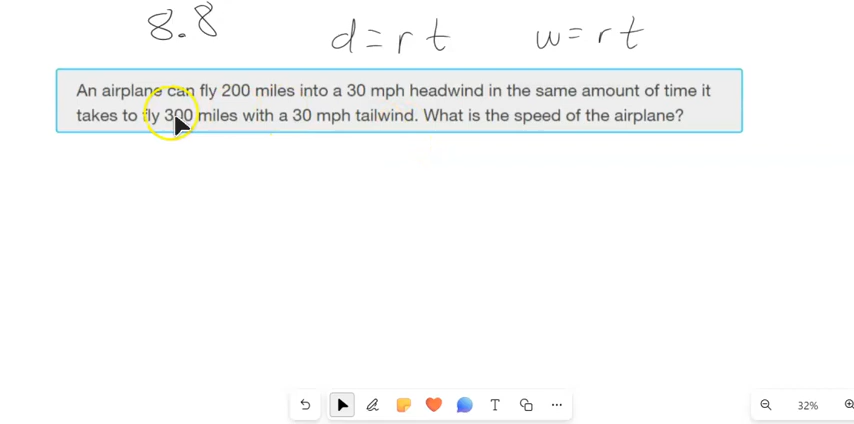 8.8 d = r t w = r t
An airplane can fly 200 miles into a 30 mph headwind in the same amount of time it
takes to fly 300 miles with a 30 mph tailwind. What is the speed of the airplane?
T
32%